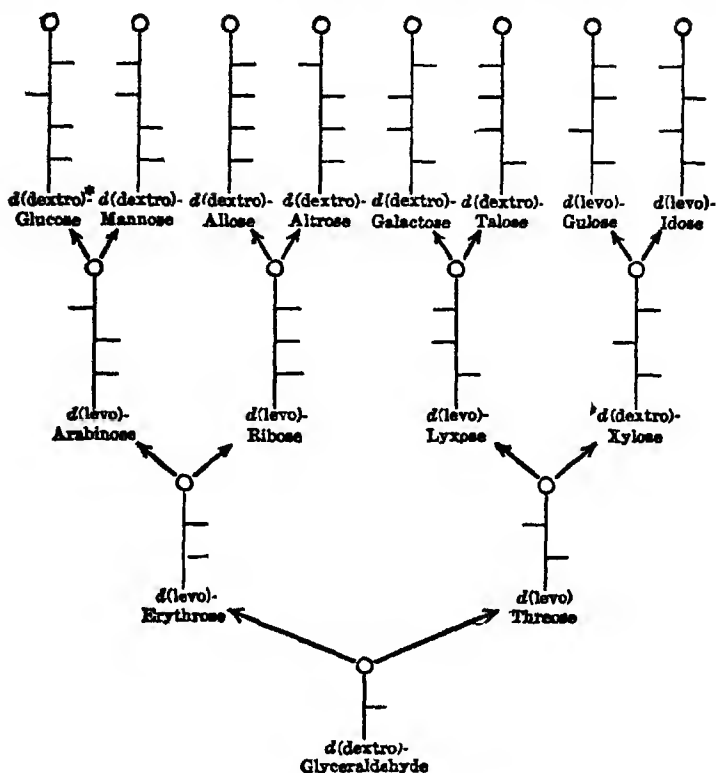 d(dextro)-* d(dextro)- d(dextro)- d(dextro)- d(dextro)- d(dextro)- d(levo)- d(levo)-
Glucose Mannose Allose Altrose Galactose Talose Gulose Idose
d(levo)- d(levo)- d(levo)- d(dextro)-
Arabinose Ribose Lyxose Xylose
d(levo)- d(levo)
Erythrose Threose
d(dextro)-
Glyceraldehyde